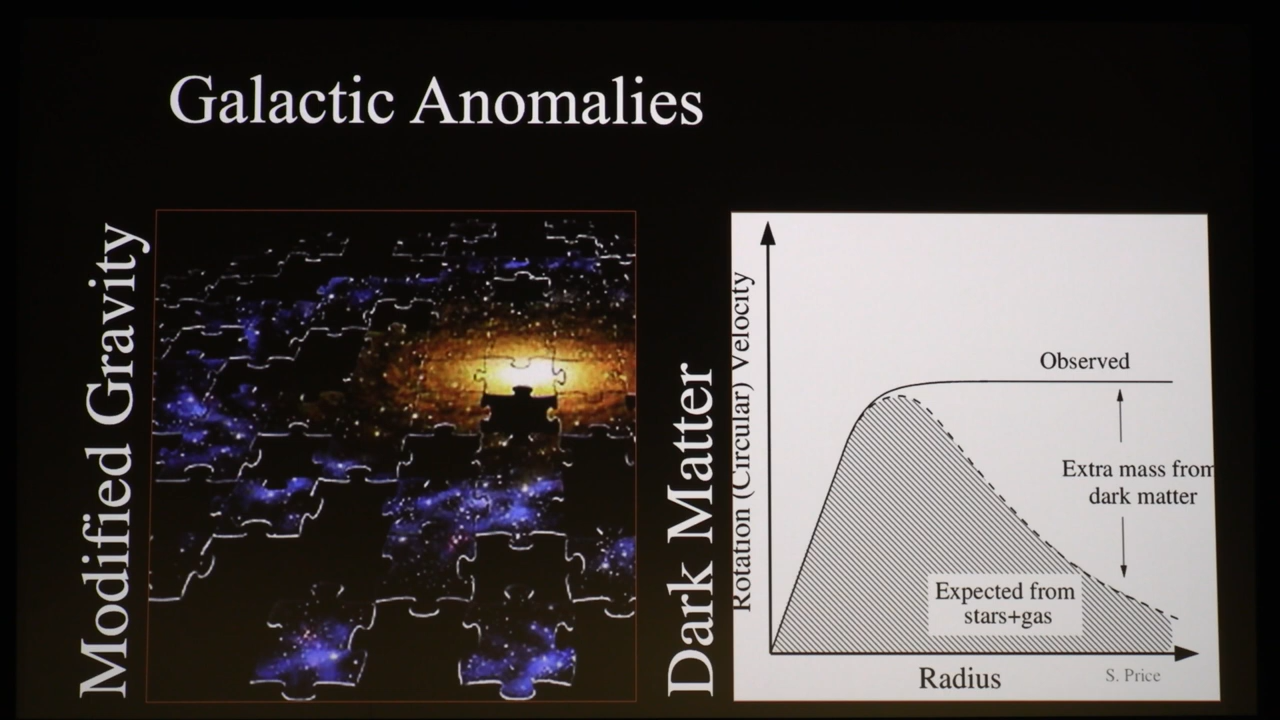 Galactic Anomalies
Modified Gravity
Dark Matter
Rotation (Circular) Velocity
Observed
Extra mass from
dark matter
Expected from
stars+gas
Radius
S. Price